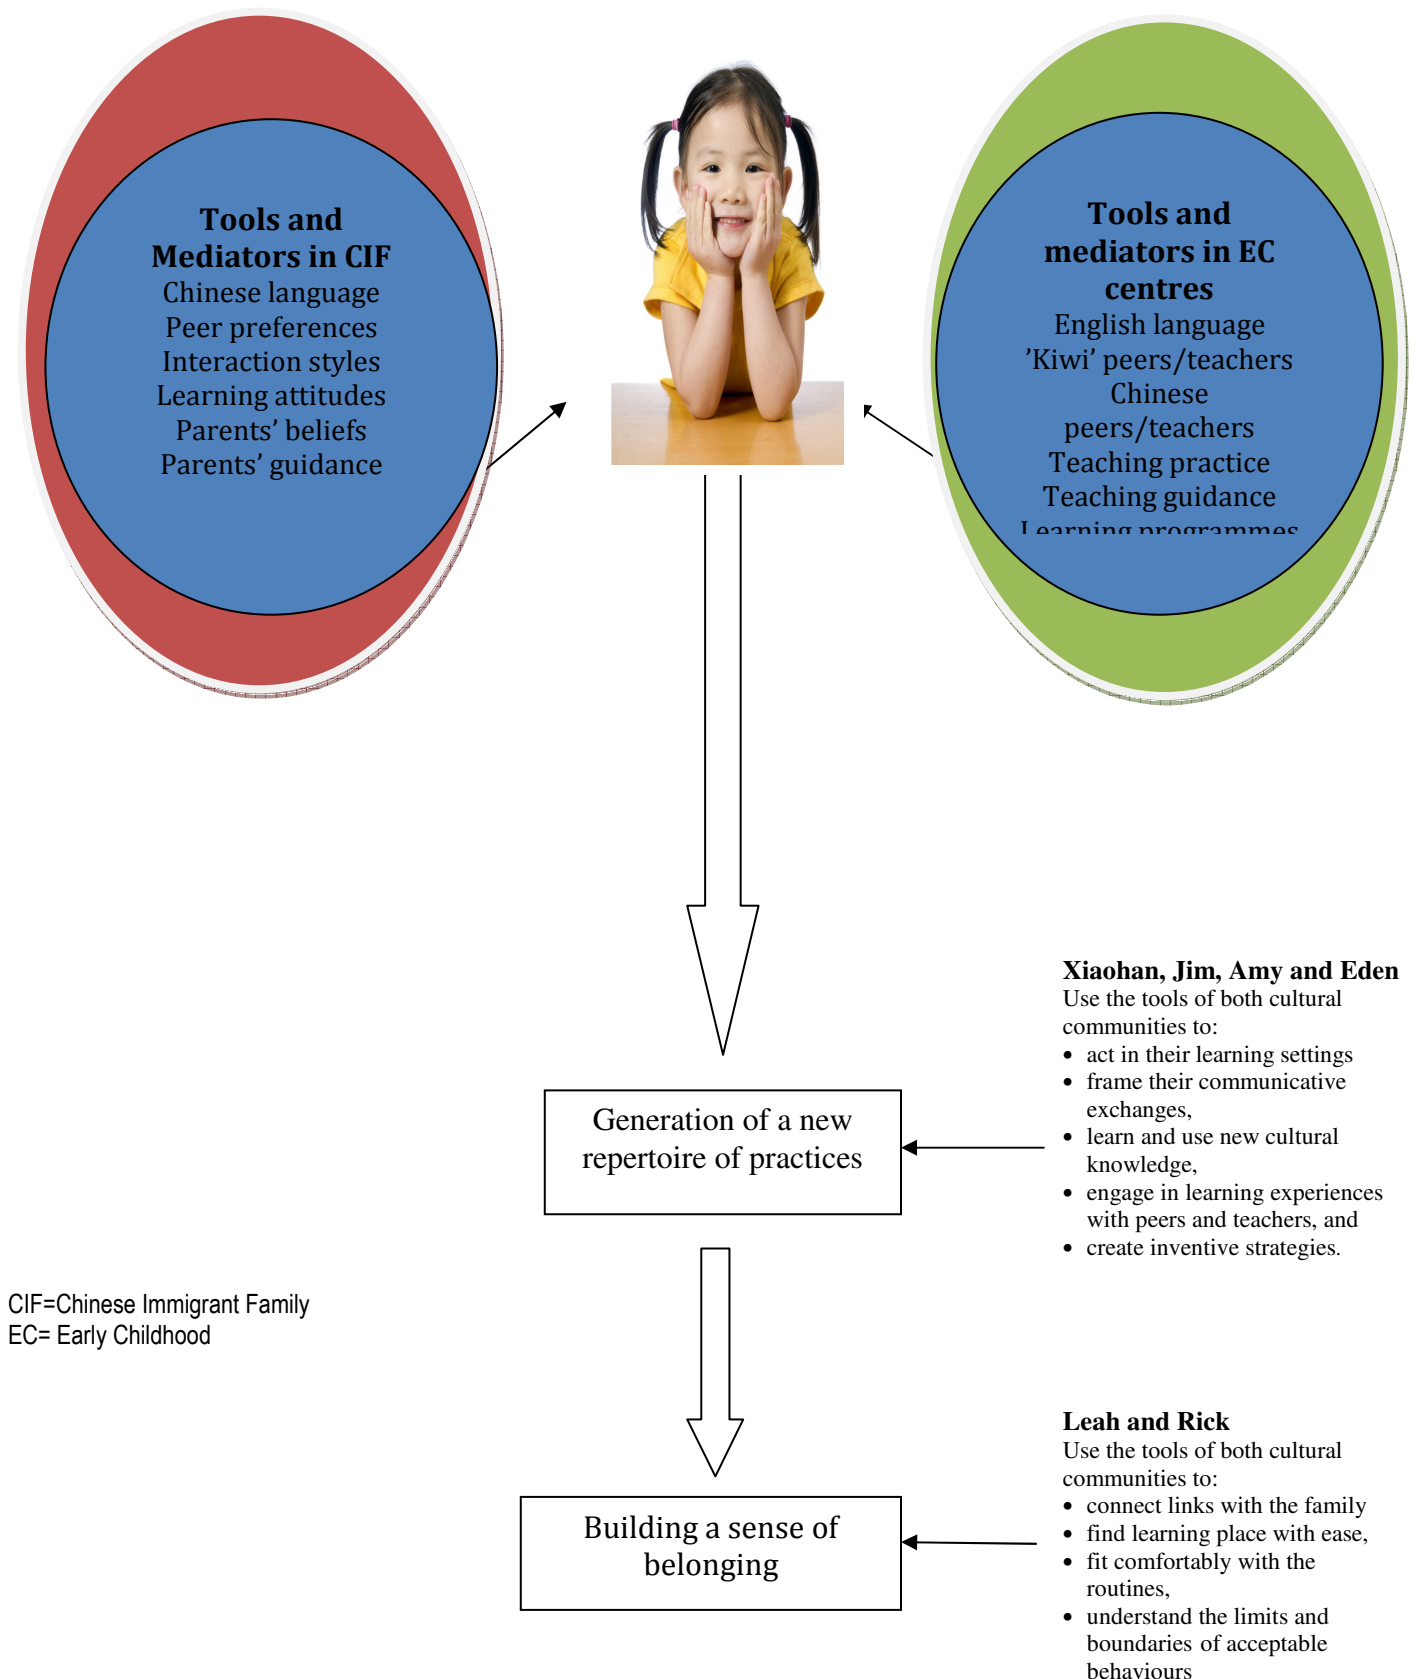 Tools and
Mediators in CIF
Chinese language
Peer preferences
Interaction styles
Learning attitudes
Parents’ beliefs
Parents’ guidance
Tools and
mediators in EC
centres
English language
’Kiwi’ peers/teachers
Chinese
peers/teachers
Teaching practice
Teaching guidance
Learning programmes
Xiaohan, Jim, Amy and Eden
Use the tools of both cultural
communities to:
• act in their learning settings
• frame their communicative
exchanges,
• learn and use new cultural
knowledge,
• engage in learning experiences
with peers and teachers, and
• create inventive strategies.
Generation of a new
repertoire of practices
CIF=Chinese Immigrant Family
EC= Early Childhood
Leah and Rick
Use the tools of both cultural
communities to:
• connect links with the family
• find learning place with ease,
• fit comfortably with the
routines,
• understand the limits and
boundaries of acceptable
behaviours
Building a sense of
belonging